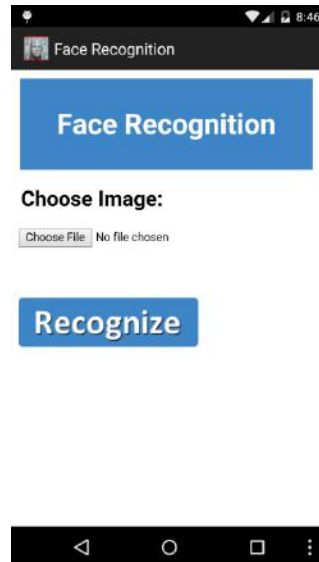 8:46
Face Recognition
Face Recognition
Choose Image:
Choose File No file chosen
Recognize